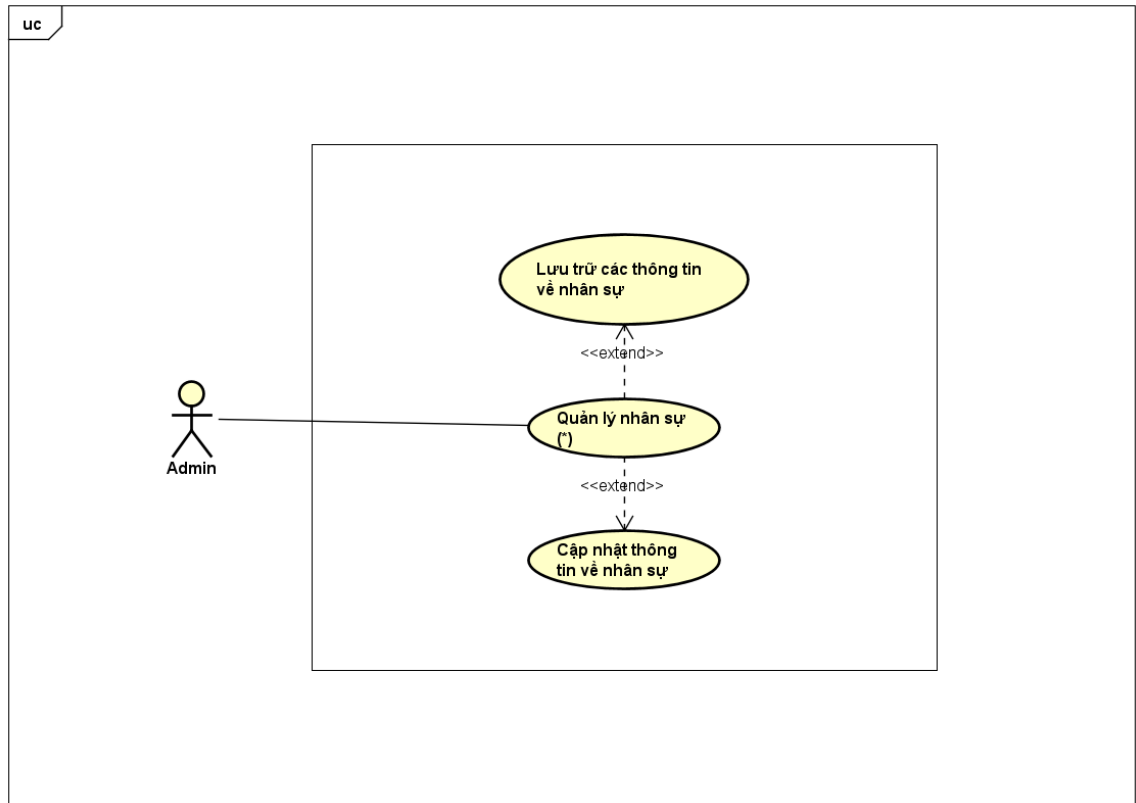 uc
Lưu trữ các thông tin
về nhân sự
<<extend>>
Quản lý nhân sự
(*)
Admin
<<extend>>
Cập nhật thông
tin về nhân sự